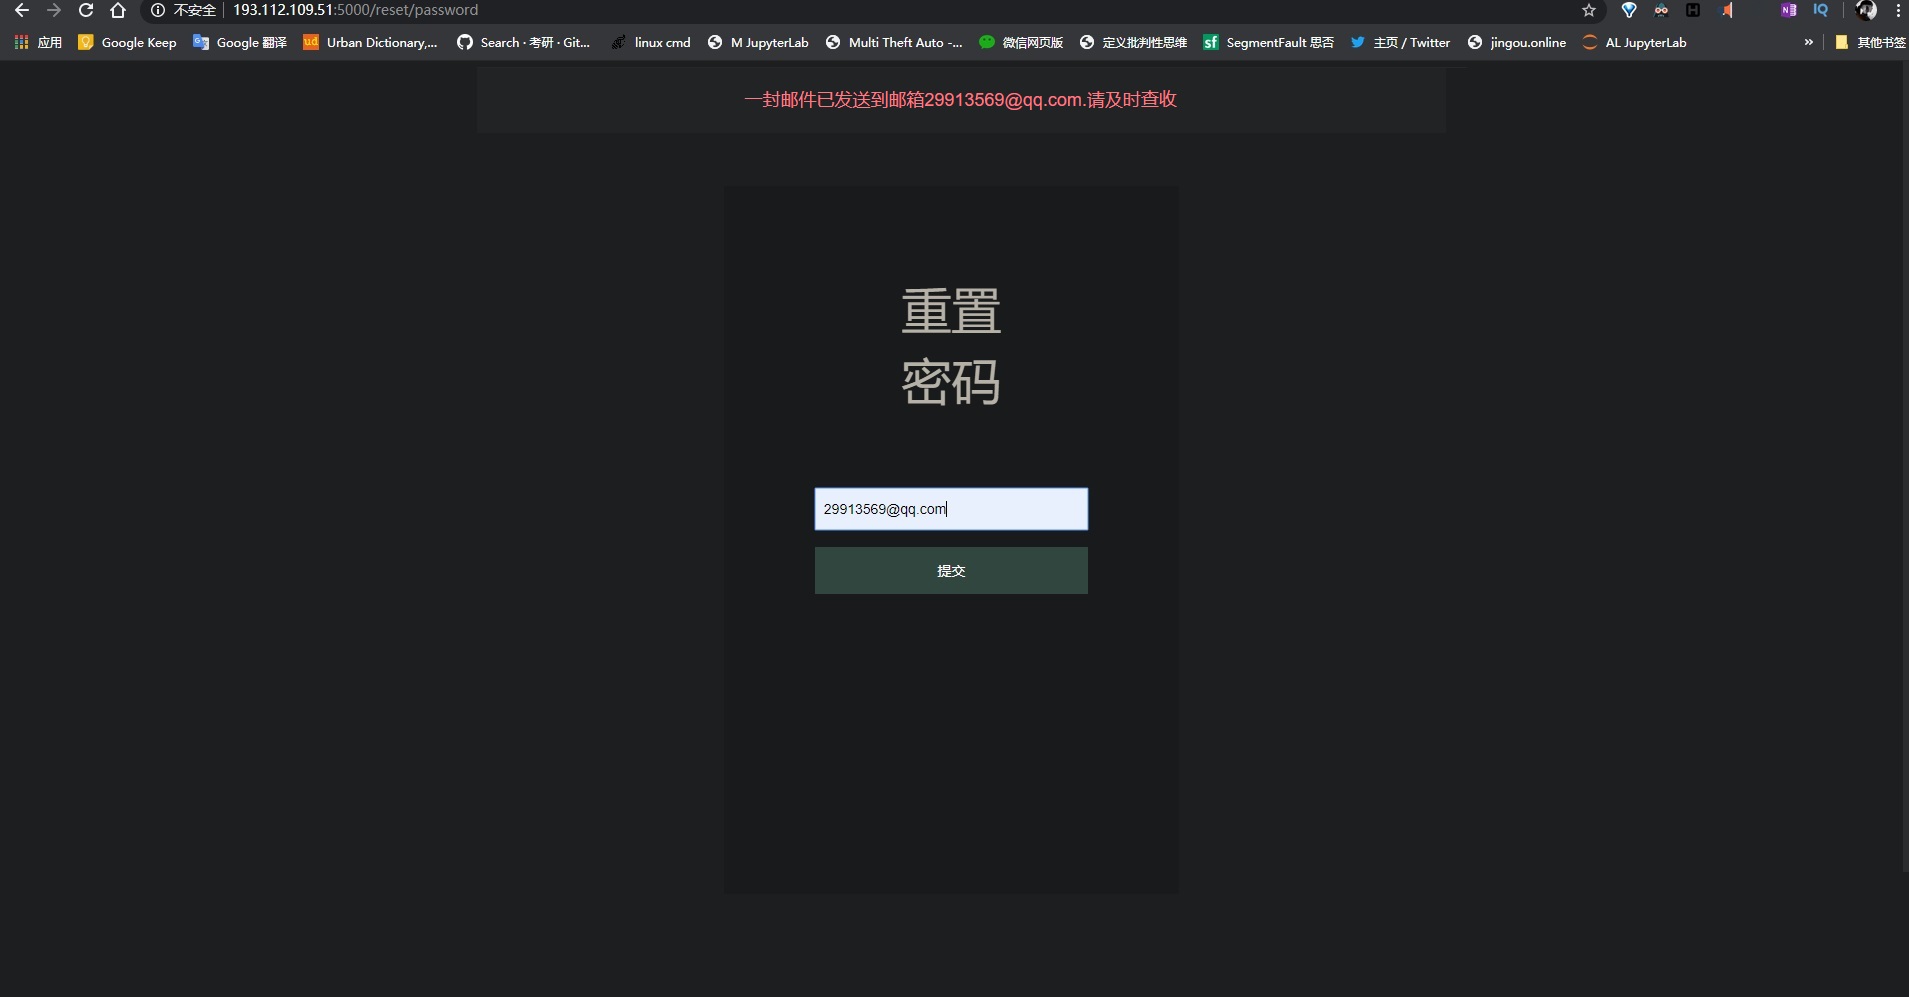 不安全 193.112.109.51:5000/reset/password
应用 Google Keep Google 翻译 Urban Dictionary,... Search · 考研 · Git... linux cmd M JupyterLab Multi Theft Auto -... 微信网页版 定义批判性思维 SegmentFault 思否 主页 / Twitter jingou.online AL JupyterLab » 其他书签
一封邮件已发送到邮箱29913569@qq.com.请及时查收
重置
密码
29913569@qq.com
提交